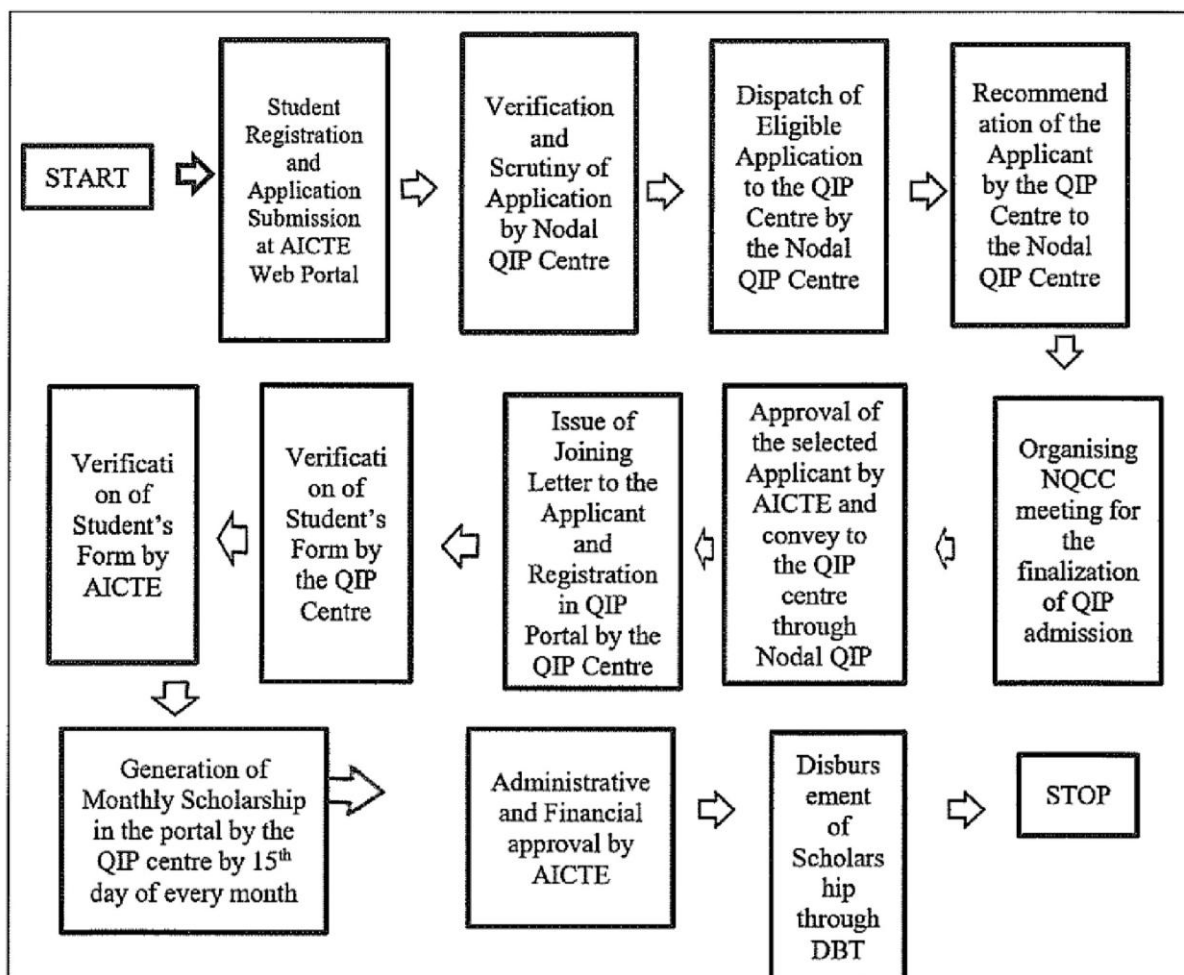 START
Student
Registration
and
Application
Submission
at AICTE
Web Portal
Verification
and
Scrutiny of
Application
by Nodal
QIP Centre
Dispatch of
Eligible
Application
to the QIP
Centre by
the Nodal
QIP Centre
Recommend
ation of the
Applicant
by the QIP
Centre to
the Nodal
QIP Centre
Organising
NQCC
meeting for
the
finalization
of QIP
admission
Approval of
the selected
Applicant by
AICTE and
convey to
the QIP
centre
through
Nodal QIP
Issue of
Joining
Letter to the
Applicant
and
Registration
in QIP
Portal by the
QIP Centre
Verificati
on of
Student's
Form by
the QIP
Centre
Verificati
on of
Student's
Form by
AICTE
Generation of
Monthly Scholarship
in the portal by the
QIP centre by 15th
day of every month
Administrative
and Financial
approval by
AICTE
Disburs
ement
of
Scholars
hip
through
DBT
STOP